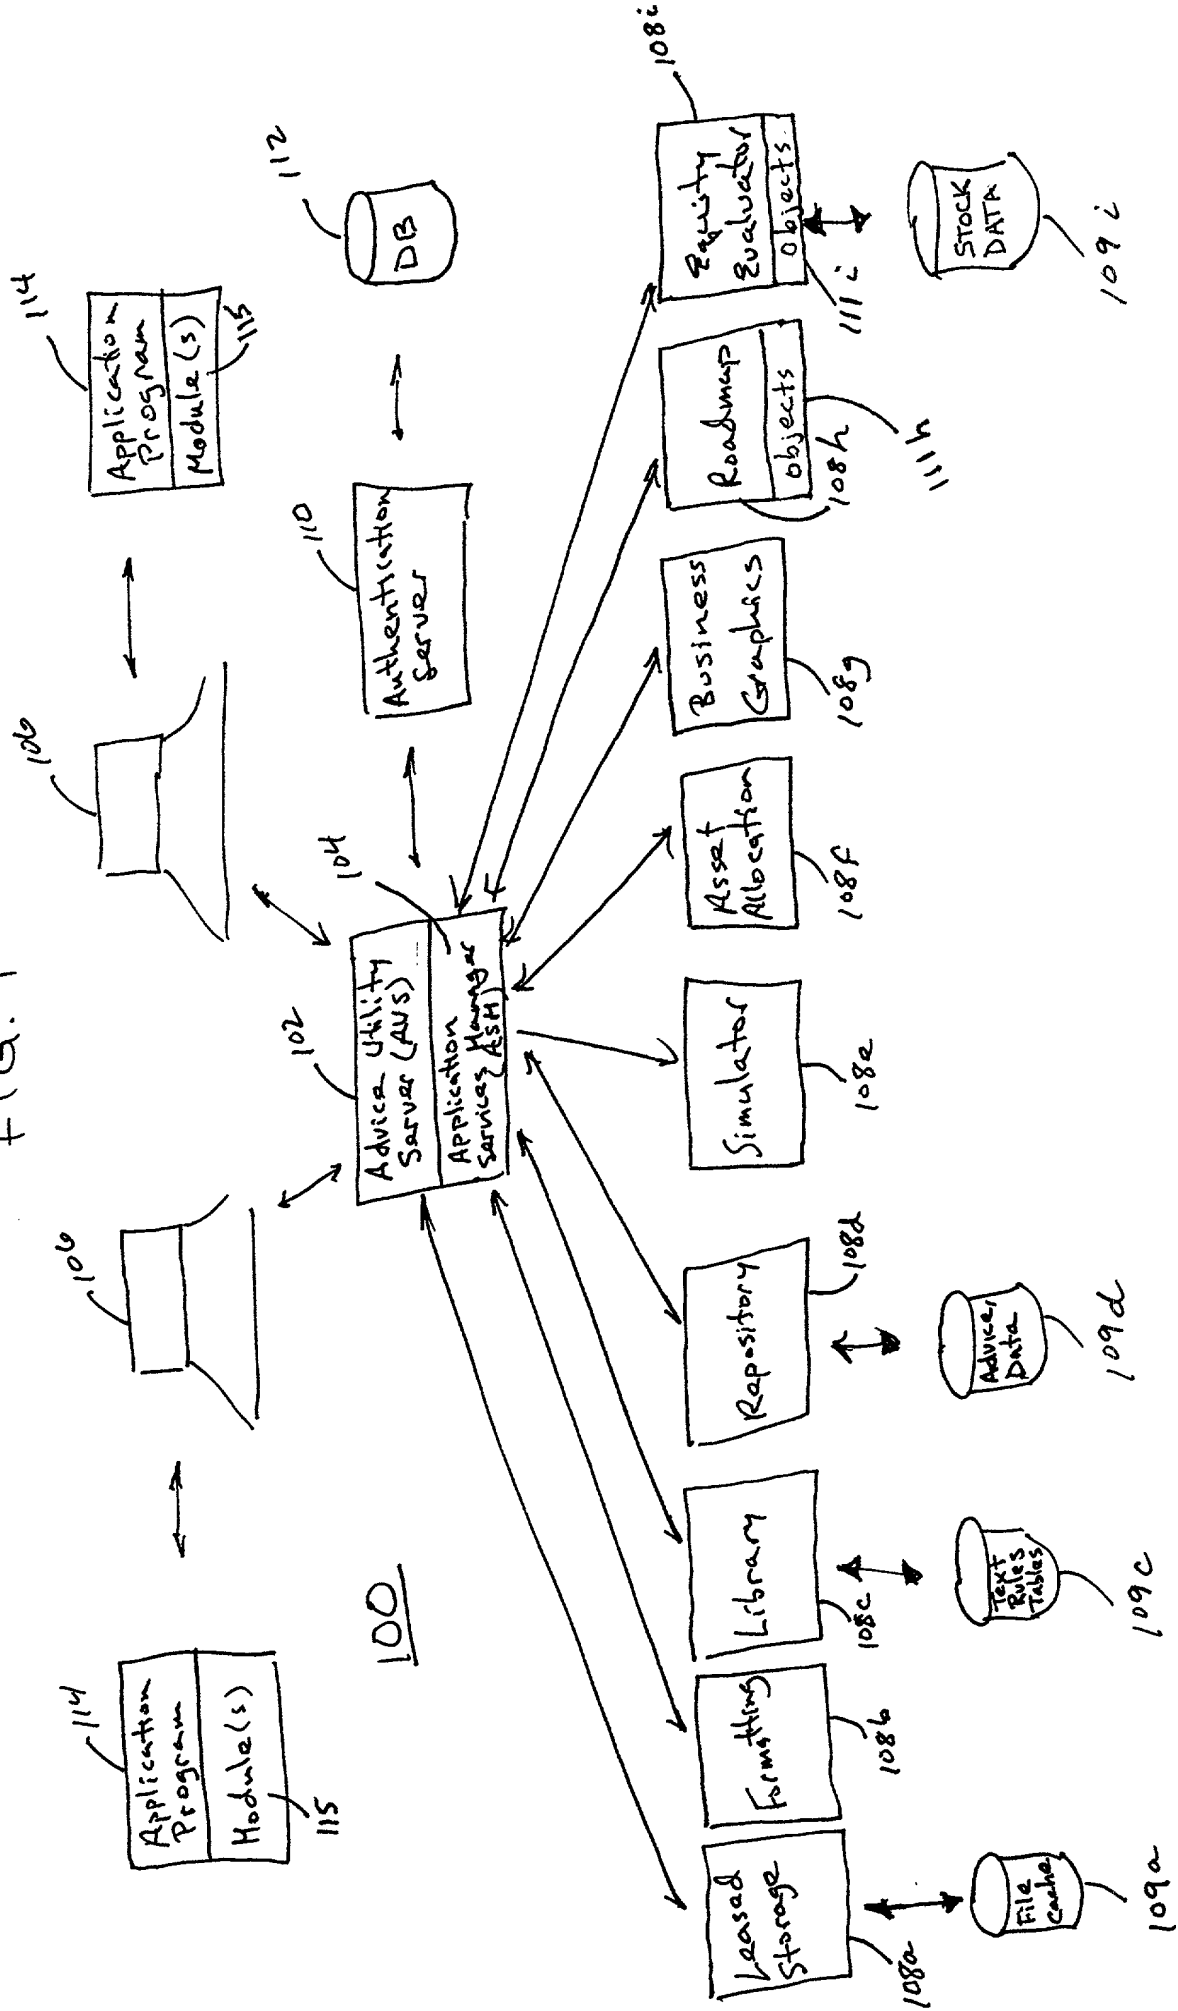 FIG. 1
114
Application
Program
Module(s)
115
106
106
114
Application
Program
Module(s)
115
100
102
Advice Utility
Server (AUS)
Application
Services Manager
(ASM)
104
110
Authentication
Server
112
DB
Leased
Storage
108a
Formatting
108b
Library
108c
Repository
108d
Simulator
108e
Asset
Allocation
108f
Business
Graphics
108g
Roadmap
objects
108h
111h
Equity
Evaluator
Objects
108i
111i
File
Cache
109a
Text
Rules
Tables
109c
Advice,
Data
109d
STOCK
DATA
109i